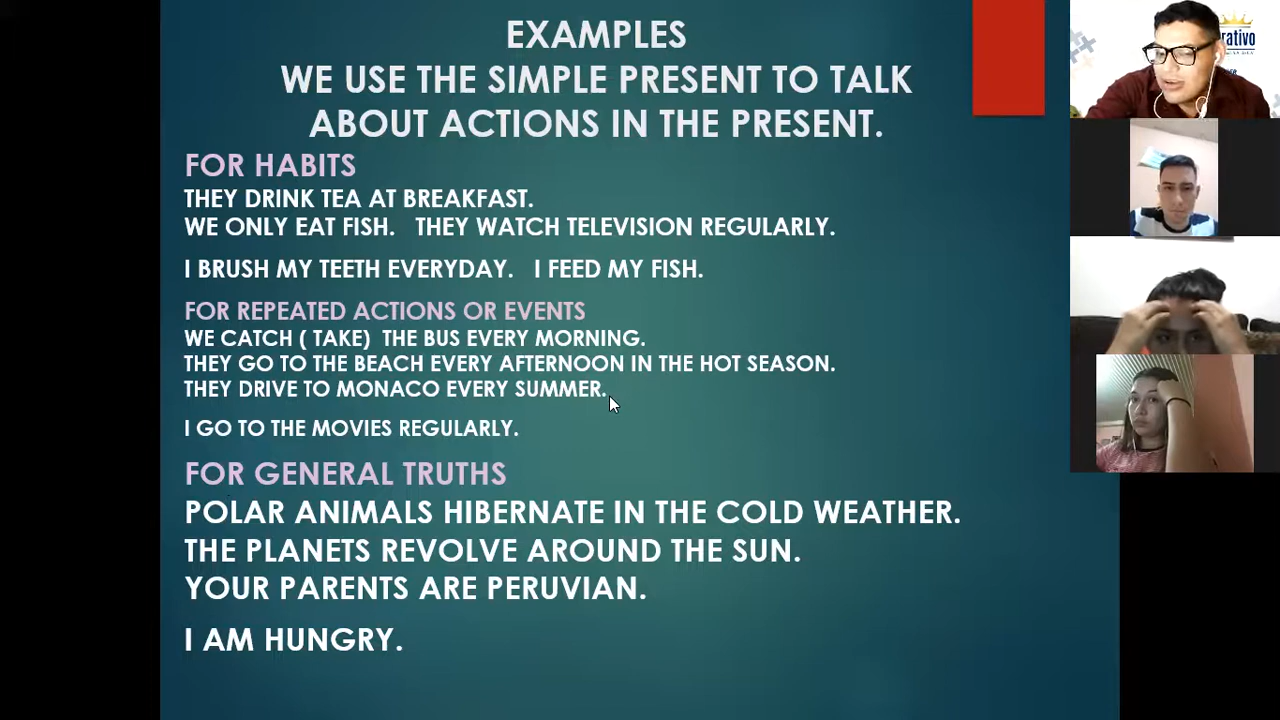 EXAMPLES
WE USE THE SIMPLE PRESENT TO TALK
ABOUT ACTIONS IN THE PRESENT.
FOR HABITS
THEY DRINK TEA AT BREAKFAST.
WE ONLY EAT FISH. THEY WATCH TELEVISION REGULARLY.
I BRUSH MY TEETH EVERYDAY. I FEED MY FISH.
FOR REPEATED ACTIONS OR EVENTS
WE CATCH ( TAKE) THE BUS EVERY MORNING.
THEY GO TO THE BEACH EVERY AFTERNOON IN THE HOT SEASON.
THEY DRIVE TO MONACO EVERY SUMMER.
I GO TO THE MOVIES REGULARLY.
FOR GENERAL TRUTHS
POLAR ANIMALS HIBERNATE IN THE COLD WEATHER.
THE PLANETS REVOLVE AROUND THE SUN.
YOUR PARENTS ARE PERUVIAN.
I AM HUNGRY.